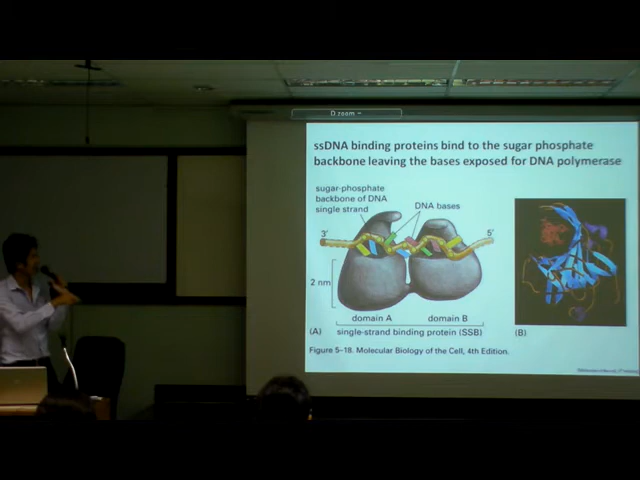 D zoom
ssDNA binding proteins bind to the sugar phosphate
backbone leaving the bases exposed for DNA polymerase
sugar-phosphate
backbone of DNA
single strand
DNA bases
3′
5′
2 nm
domain A
domain B
(A)
single-strand binding protein (SSB)
(B)
Figure 5–18. Molecular Biology of the Cell, 4th Edition.